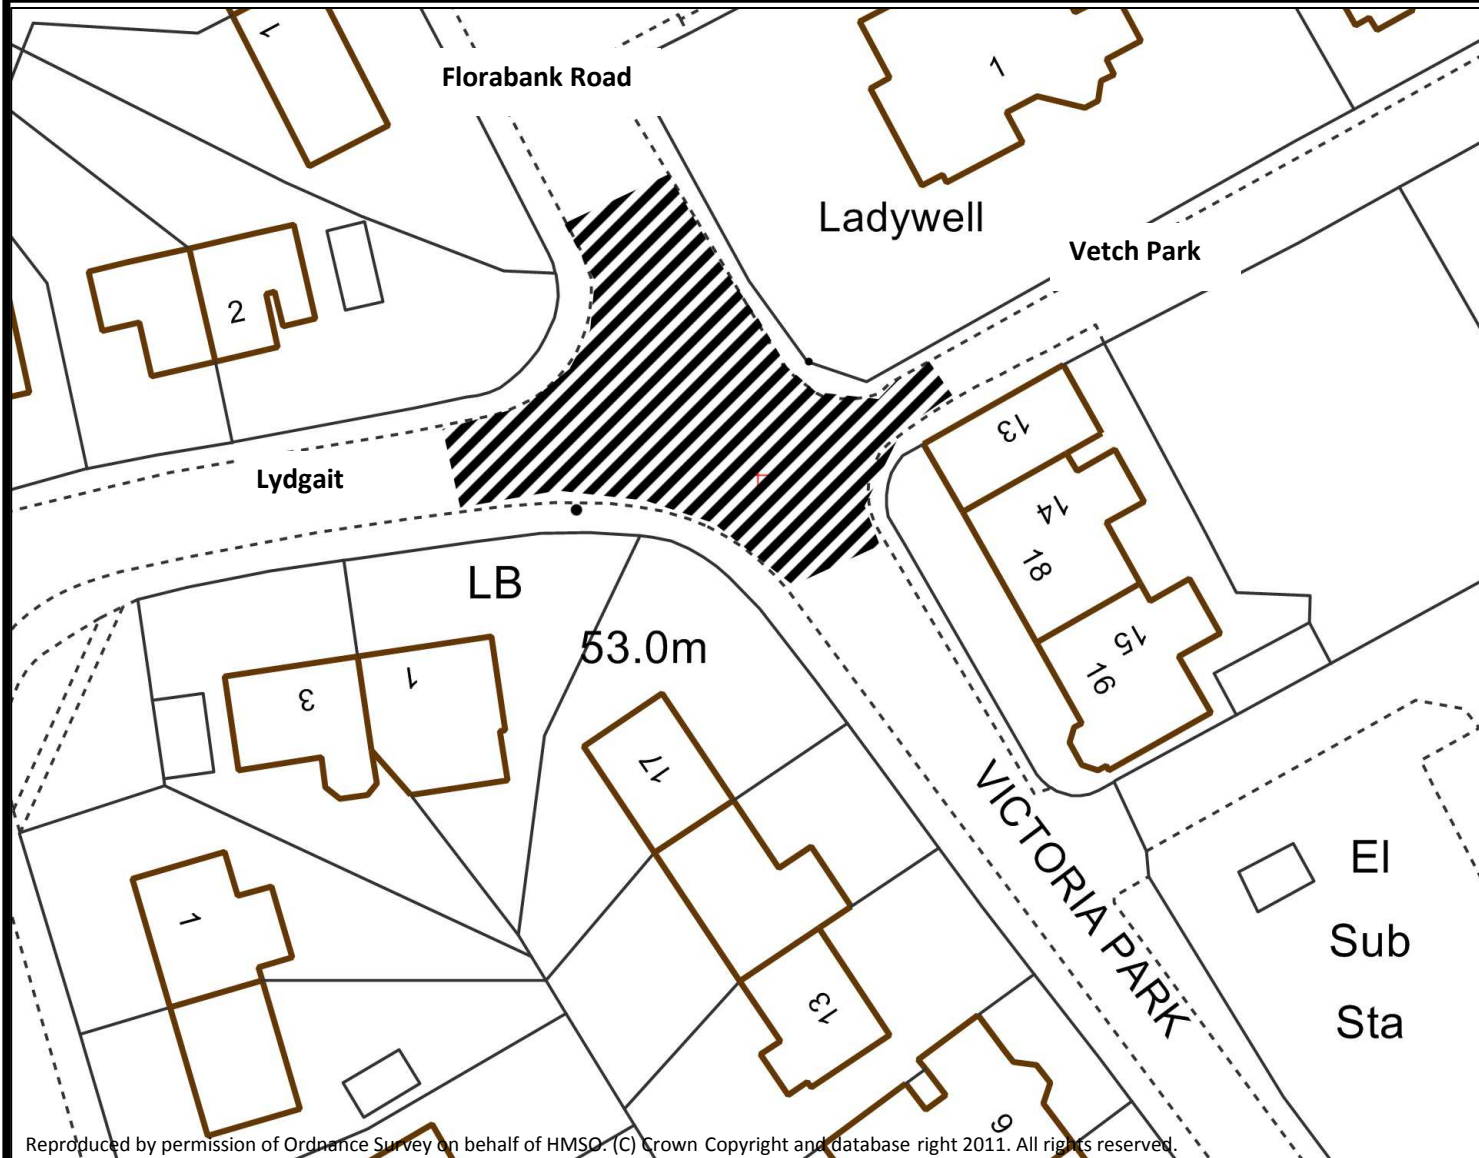 1
Florabank Road
1
Ladywell
Vetch Park
2
13
Lydgait
14
18
LB
53.0m
15
16
3
1
17
VICTORIA PARK
El
Sub
Sta
1
13
9
Reproduced by permission of Ordnance Survey on behalf of HMSO. (C) Crown Copyright and database right 2011. All rights reserved.